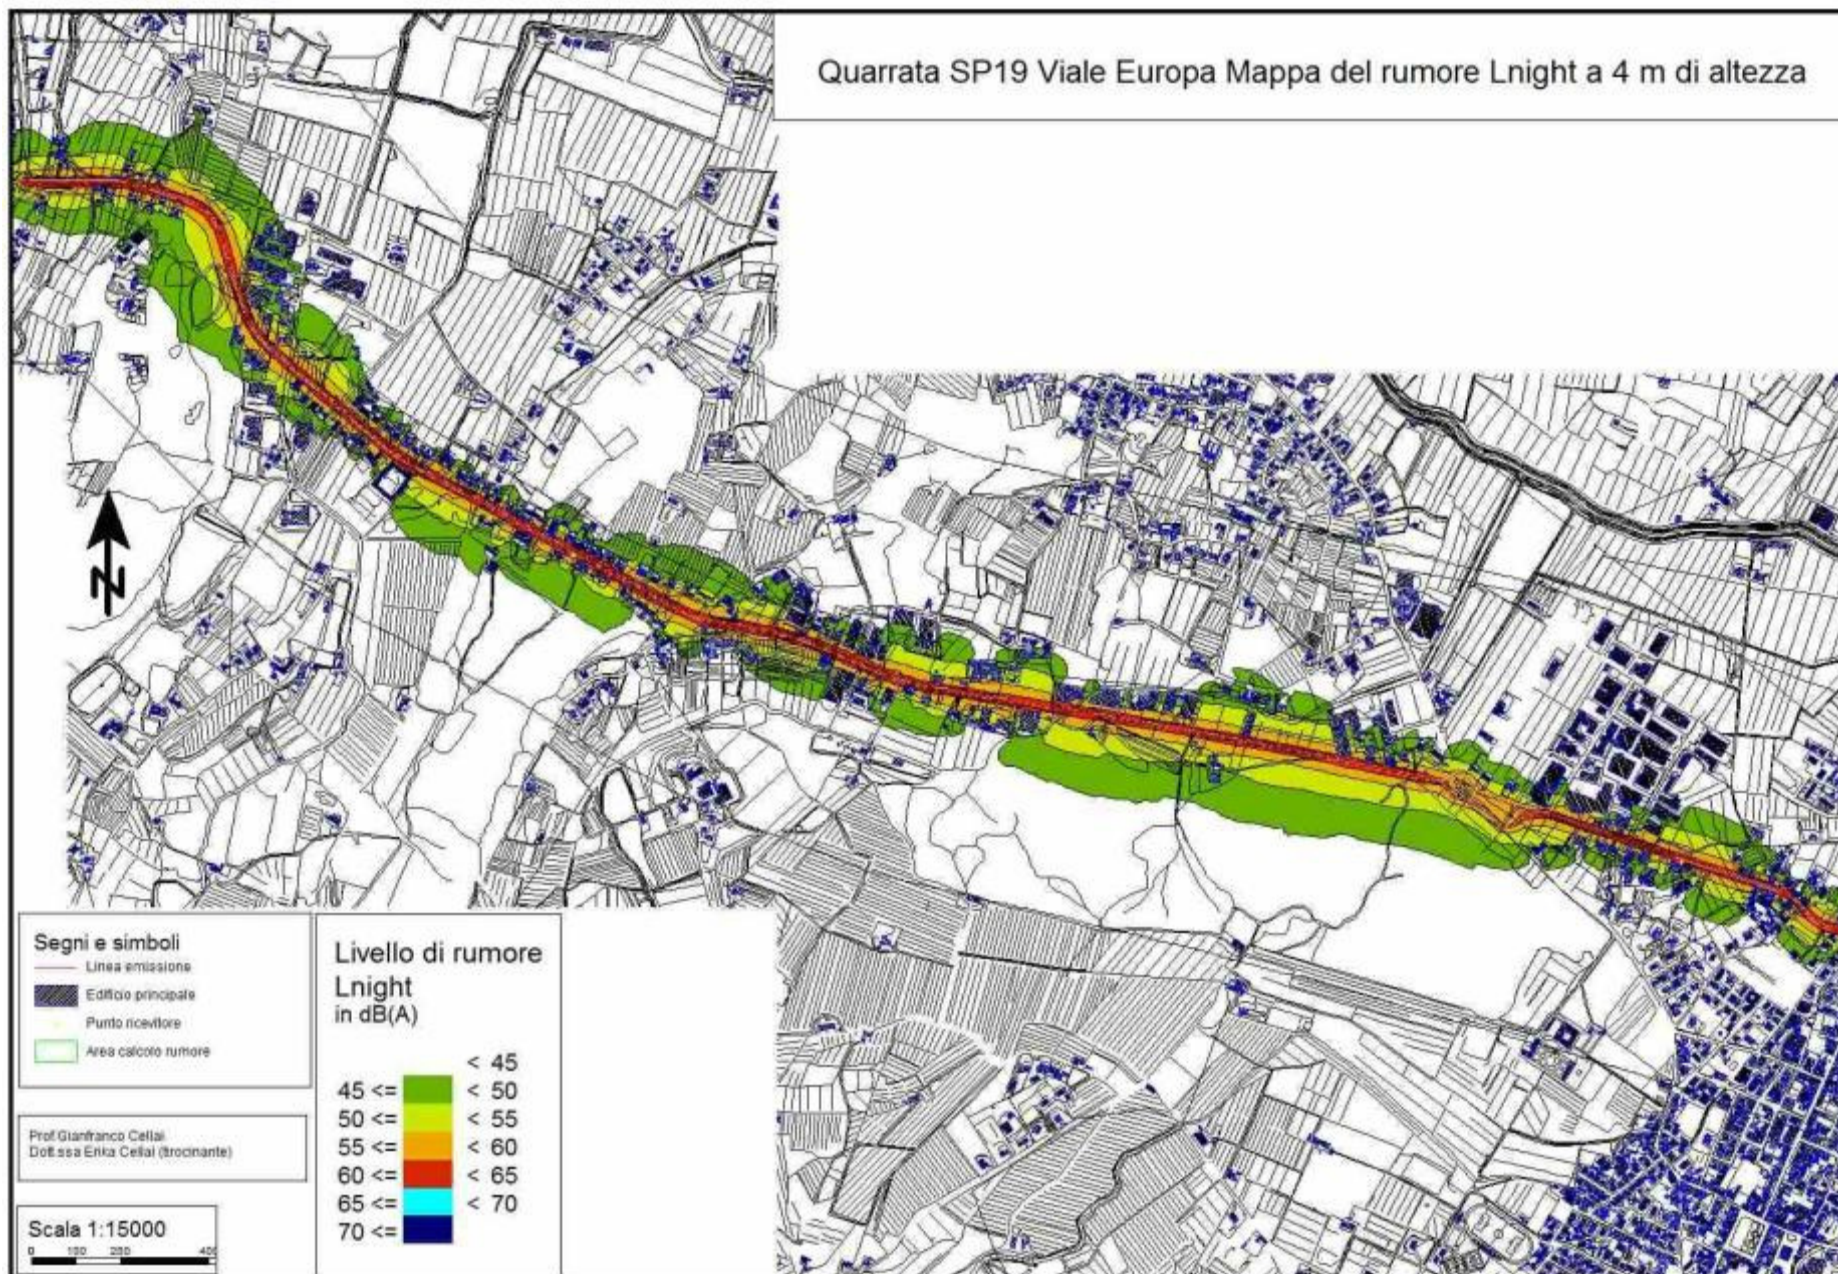 Quarrata SP19 Viale Europa Mappa del rumore Lnight a 4 m di altezza
N
Segni e simboli
Linea emissione
Edificio principale
Punto ricevitore
Area calcolo rumore
Prof.Gianfranco Cellai
Dott.ssa Erika Cellai (tirocinante)
Scala 1:15000
0 100 200 400
Livello di rumore
Lnight
in dB(A)
< 45
45 <= < 50
50 <= < 55
55 <= < 60
60 <= < 65
65 <= < 70
70 <=